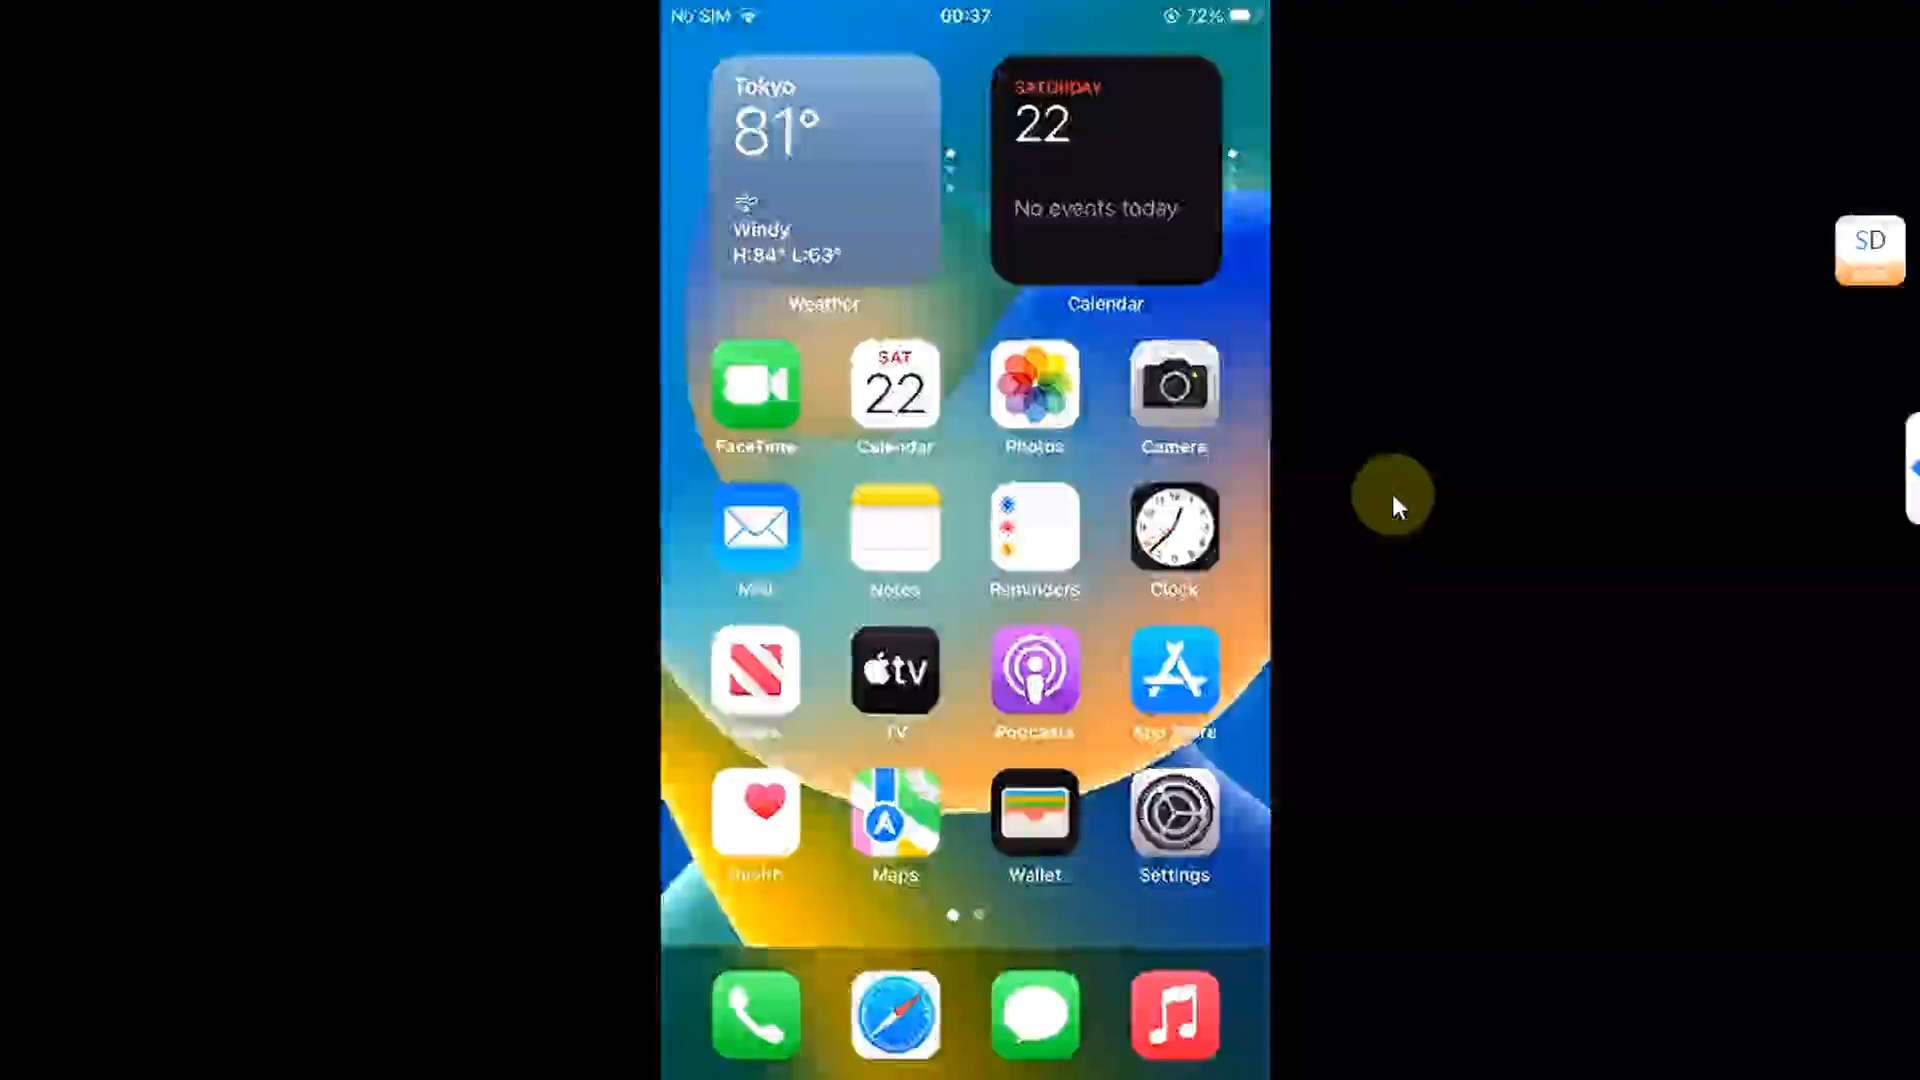 No SIM 00:37 72%
Tokyo
81°
Windy
H:84° L:63°
Weather
SATURDAY
22
No events today
Calendar
SD
SAT
22
FaceTime Calendar Photos Camera
Mail Notes Reminders Clock
tv
TV Podcasts App Store
Health Maps Wallet Settings